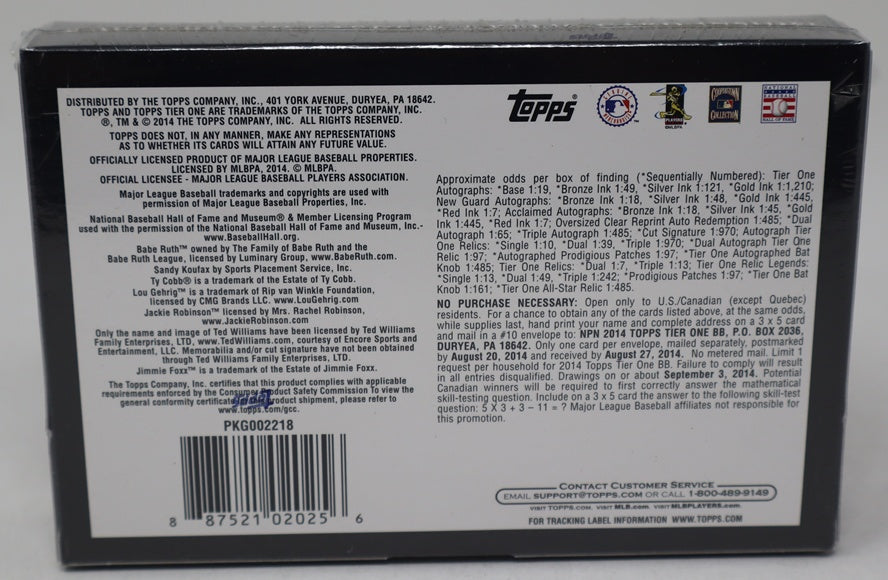 DISTRIBUTED BY THE TOPPS COMPANY, INC., 401 YORK AVENUE, DURYEA, PA 18642.
TOPPS AND TOPPS TIER ONE ARE TRADEMARKS OF THE TOPPS COMPANY, INC.
®, TM & © 2014 THE TOPPS COMPANY, INC. ALL RIGHTS RESERVED.
TOPPS DOES NOT, IN ANY MANNER, MAKE ANY REPRESENTATIONS
AS TO WHETHER ITS CARDS WILL ATTAIN ANY FUTURE VALUE.
OFFICIALLY LICENSED PRODUCT OF MAJOR LEAGUE BASEBALL PROPERTIES.
LICENSED BY MLBPA, 2014. © MLBPA.
OFFICIAL LICENSEE - MAJOR LEAGUE BASEBALL PLAYERS ASSOCIATION.
Major League Baseball trademarks and copyrights are used with
permission of Major League Baseball Properties, Inc.
National Baseball Hall of Fame and Museum® & Member Licensing Program
used with the permission of the National Baseball Hall of Fame and Museum, Inc.-
www.BaseballHall.org.
Babe Ruth™ owned by The Family of Babe Ruth and the
Babe Ruth League, licensed by Luminary Group, www.BabeRuth.com.
Sandy Koufax by Sports Placement Service, Inc.
Ty Cobb® is a trademark of the Estate of Ty Cobb.
Lou Gehrig™ is a trademark of Rip van Winkle Foundation,
licensed by CMG Brands LLC. www.LouGehrig.com
Jackie Robinson™ licensed by Mrs. Rachel Robinson,
www.JackieRobinson.com
Only the name and image of Ted Williams have been licensed by Ted Williams
Family Enterprises, LTD, www.TedWilliams.com, courtesy of Encore Sports and
Entertainment, LLC. Memorabilia and/or cut signature have not been obtained
through Ted Williams Family Enterprises, LTD.
Jimmie Foxx™ is a trademark of the Estate of Jimmie Foxx.
The Topps Company, Inc. certifies that this product complies with applicable
requirements enforced by the Consumer Product Safety Commission To view the
general conformity certificate product shipment, please refer to
www.topps.com/gcc.
PKG002218
8 87521 02025 6
TOPPS®
PLAYERS
MLBPA
COOPERSTOWN
COLLECTION
NATIONAL
BASEBALL
HALL OF FAME
Approximate odds per box of finding (*Sequentially Numbered): Tier One
Autographs: *Base 1:19, *Bronze Ink 1:49, *Silver Ink 1:121, *Gold Ink 1:1,210;
New Guard Autographs: *Bronze Ink 1:18, *Silver Ink 1:48, *Gold Ink 1:445,
*Red Ink 1:7; Acclaimed Autographs: *Bronze Ink 1:18, *Silver Ink 1:45, *Gold
Ink 1:445, *Red Ink 1:7; Oversized Clear Reprint Auto Redemption 1:485; *Dual
Autograph 1:65; *Triple Autograph 1:485; *Cut Signature 1:970; Autograph Tier
One Relics: *Single 1:10, *Dual 1:39, *Triple 1:970; *Dual Autograph Tier One
Relic 1:97; *Autographed Prodigious Patches 1:97; *Tier One Autographed Bat
Knob 1:485; Tier One Relics: *Dual 1:7, *Triple 1:13; *Tier One Relic Legends:
*Single 1:13, *Dual 1:49, *Triple 1:242; *Prodigious Patches 1:97; *Tier One Bat
Knob 1:161; *Tier One All-Star Relic 1:485.
NO PURCHASE NECESSARY: Open only to U.S./Canadian (except Quebec)
residents. For a chance to obtain any of the cards listed above, at the same odds,
while supplies last, hand print your name and complete address on a 3 x 5 card
and mail in a #10 envelope to: NPN 2014 TOPPS TIER ONE BB, P.O. BOX 2036,
DURYEA, PA 18642. Only one card per envelope, mailed separately, postmarked
by August 20, 2014 and received by August 27, 2014. No metered mail. Limit 1
request per household for 2014 Topps Tier One BB. Failure to comply will result
in all entries disqualified. Drawings on or about September 3, 2014. Potential
Canadian winners will be required to first correctly answer the mathematical
skill-testing question. Include on a 3 x 5 card the answer to the following skill-test
question: 5 X 3 + 3 – 11 = ? Major League Baseball affiliates not responsible for
this promotion.
CONTACT CUSTOMER SERVICE
EMAIL SUPPORT@TOPPS.COM OR CALL 1-800-489-9149
VISIT TOPPS.COM. VISIT MLB.COM. VISIT MLBPLAYERS.COM.
FOR TRACKING LABEL INFORMATION WWW.TOPPS.COM